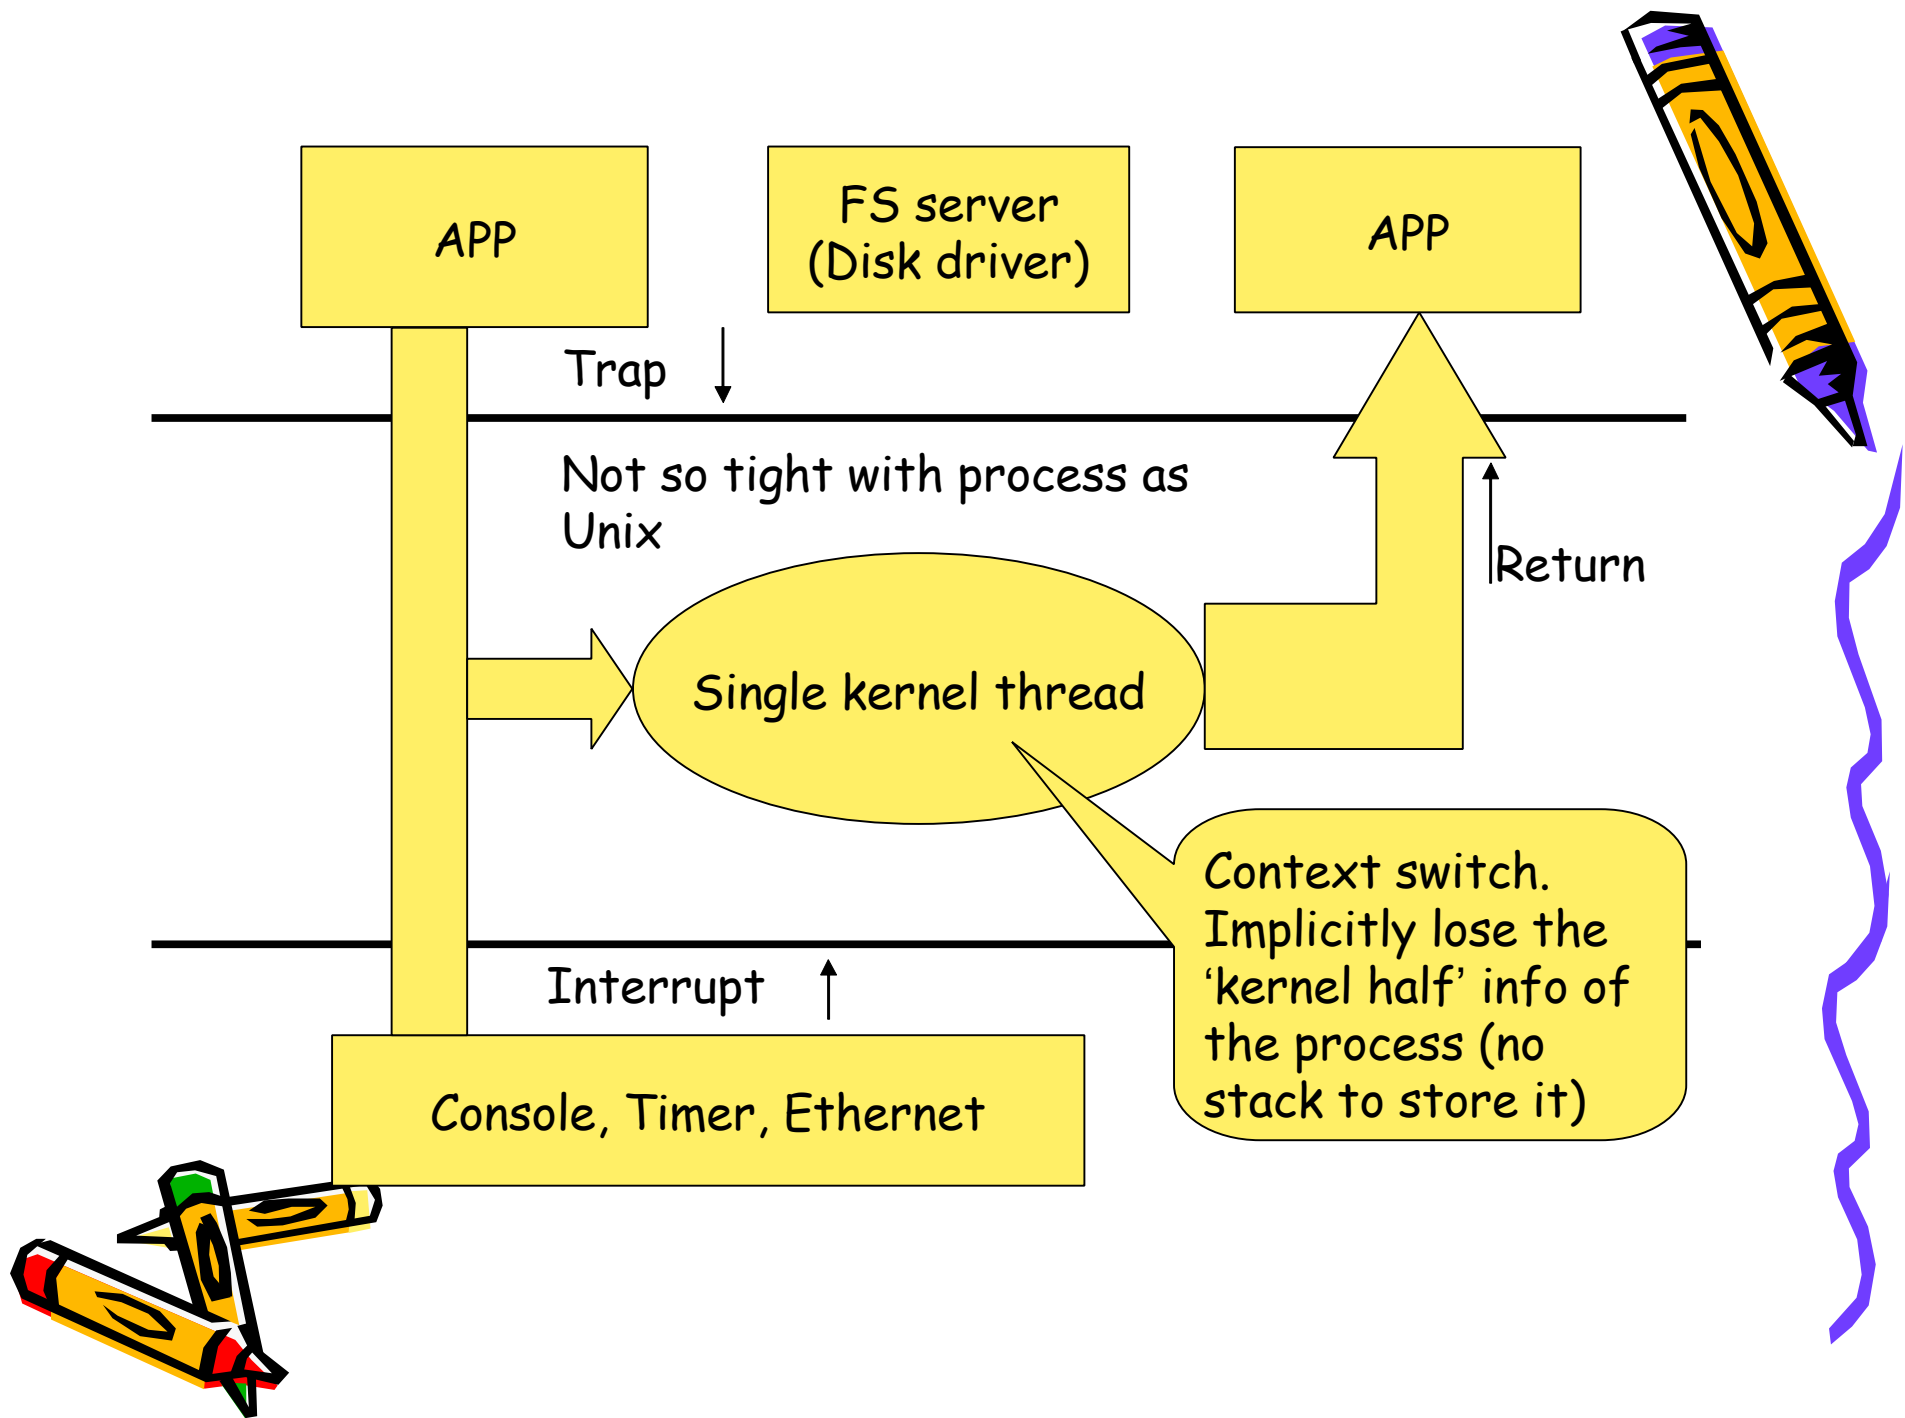 APP
FS server
(Disk driver)
APP
Trap
Not so tight with process as
Unix
Return
Single kernel thread
Context switch.
Implicitly lose the
‘kernel half’ info of
the process (no
stack to store it)
Interrupt
Console, Timer, Ethernet